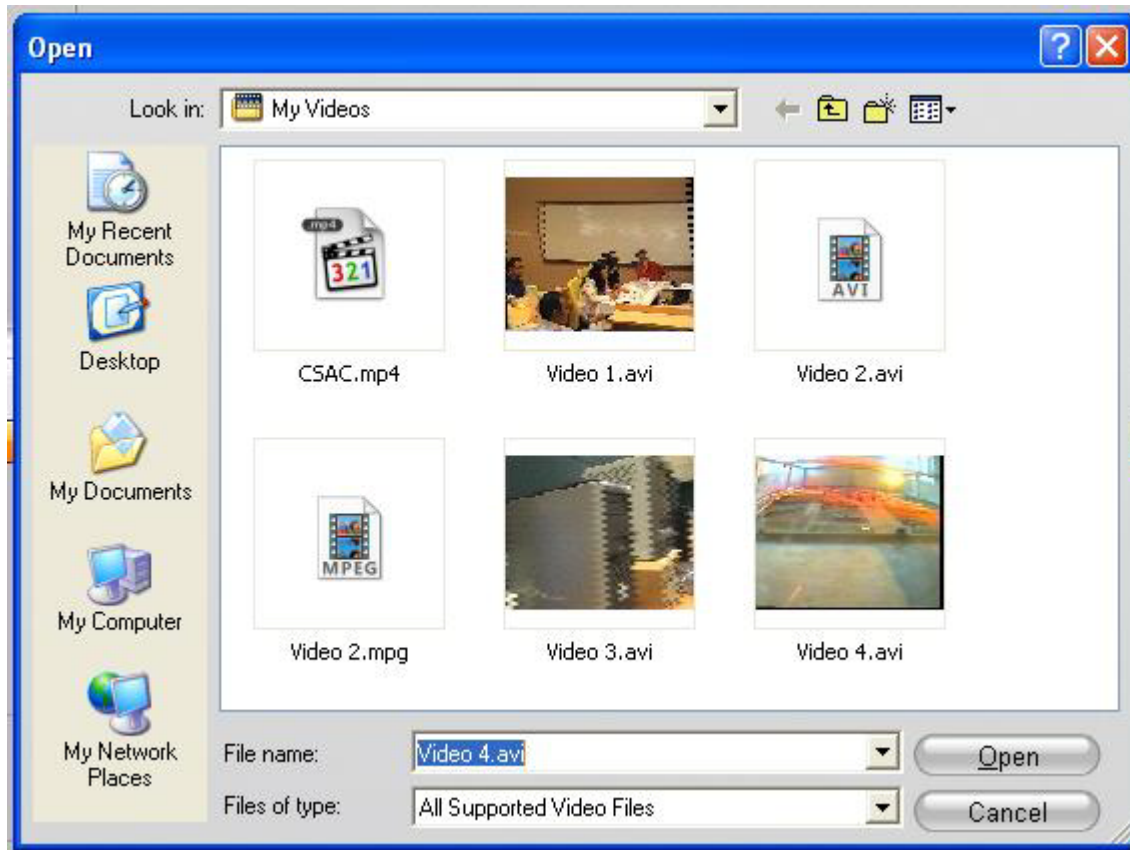 Open
Look in: My Videos
My Recent
Documents
Desktop
My Documents
My Computer
My Network
Places
.mp4
321
CSAC.mp4
Video 1.avi
AVI
Video 2.avi
MPEG
Video 2.mpg
Video 3.avi
Video 4.avi
File name: Video 4.avi Open
Files of type: All Supported Video Files Cancel